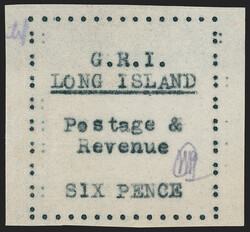 G.R.I.
LONG ISLAND
Postage &
Revenue
SIX PENCE